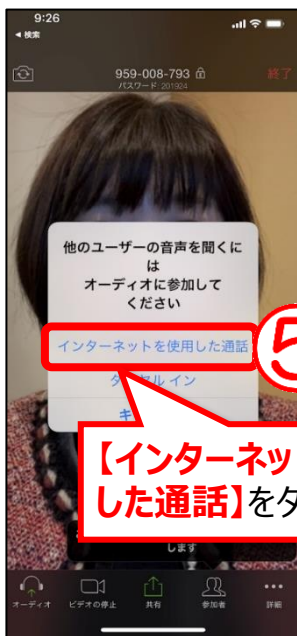 9:26
◀ 検索
959-008-793
パスワード:201924
終了
他のユーザーの音声を聞くに
は
オーディオに参加して
ください
インターネットを使用した通話
5
イン
キ
【インターネッ
した通話】をタ
します
オーディオ
ビデオの停止
共有
参加者
詳細